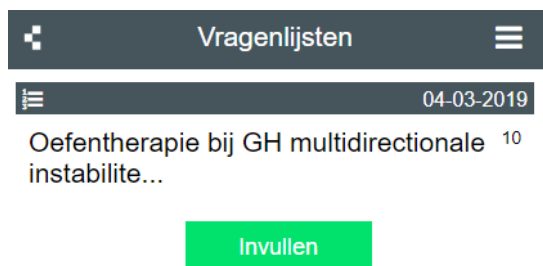 Vragenlijsten
04-03-2019
Oefentherapie bij GH multidirectionale 10
instabilite...
Invullen